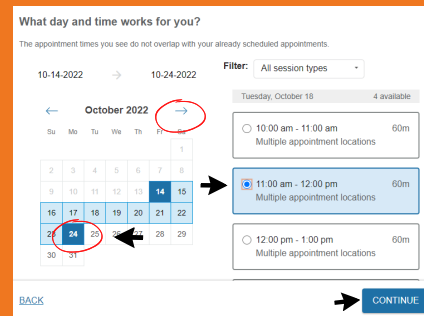 What day and time works for you?
The appointment times you see do not overlap with your already scheduled appointments.
10-14-2022 → 10-24-2022
← October 2022 →
Su Mo Tu We Th Fr Sa
1
2 3 4 5 6 7 8
9 10 11 12 13 14 15
16 17 18 19 20 21 22
23 24 25 26 27 28 29
30 31
Filter: All session types
Tuesday, October 18 4 available
10:00 am - 11:00 am 60m
Multiple appointment locations
11:00 am - 12:00 pm 60m
Multiple appointment locations
12:00 pm - 1:00 pm 60m
Multiple appointment locations
BACK
CONTINUE